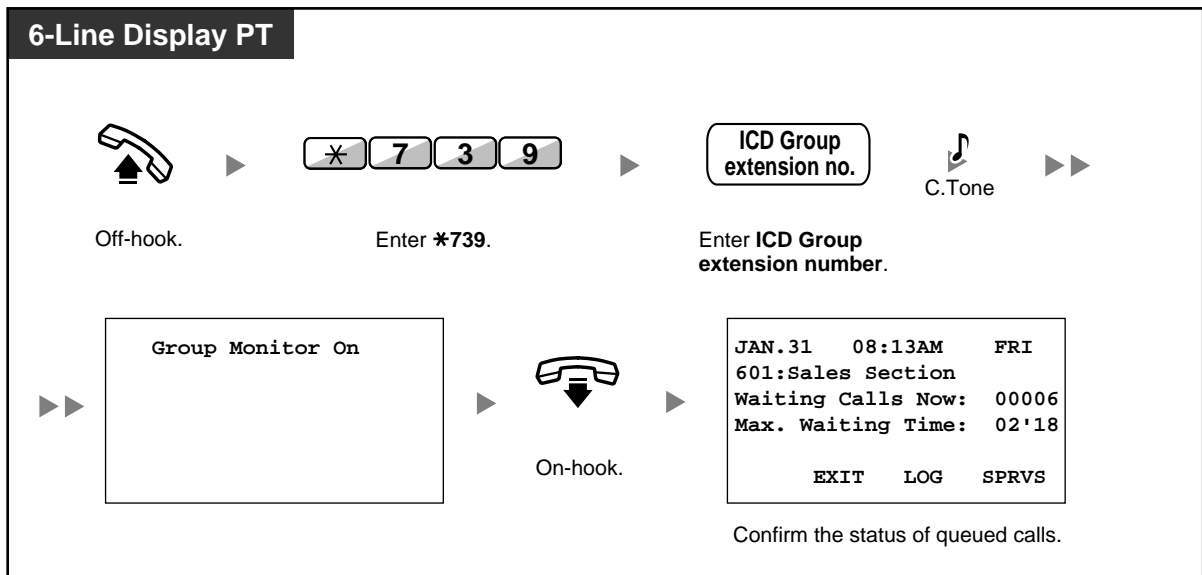 6-Line Display PT
✳ 7 3 9
ICD Group
extension no.
C.Tone
Off-hook.
Enter ✳739.
Enter ICD Group
extension number.
Group Monitor On
On-hook.
JAN.31 08:13AM FRI
601:Sales Section
Waiting Calls Now: 00006
Max. Waiting Time: 02'18
EXIT LOG SPRVS
Confirm the status of queued calls.